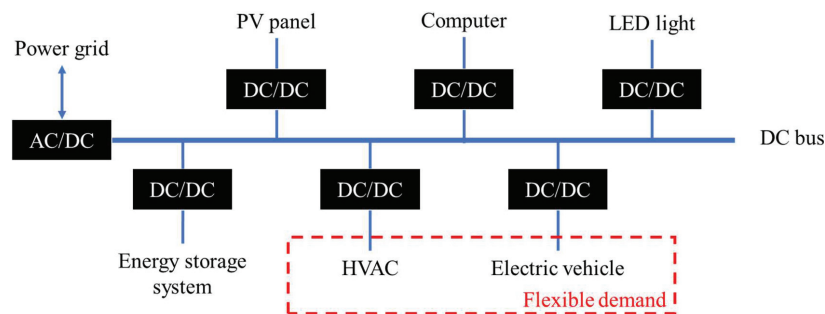 PV panel
Computer
LED light
Power grid
DC/DC
DC/DC
DC/DC
AC/DC
DC bus
DC/DC
DC/DC
DC/DC
Energy storage
system
HVAC
Electric vehicle
Flexible demand